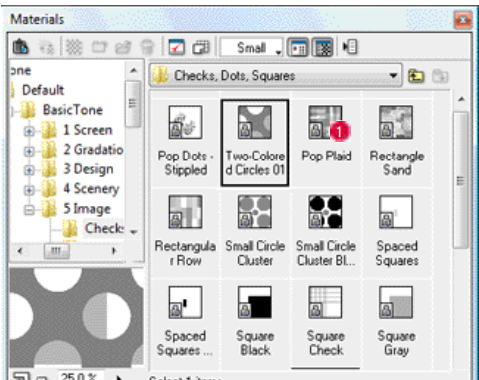 Materials
Small
one
Default
BasicTone
1 Screen
2 Gradatio
3 Design
4 Scenery
5 Image
Check
Checks, Dots, Squares
Pop Dots -
Stippled
Two-Colore
d Circles 01
1
Pop Plaid
Rectangle
Sand
Rectangula
r Row
Small Circle
Cluster
Small Circle
Cluster Bl...
Spaced
Squares
Spaced
Squares ...
Square
Black
Square
Check
Square
Gray
25.0 %
Select 1 items